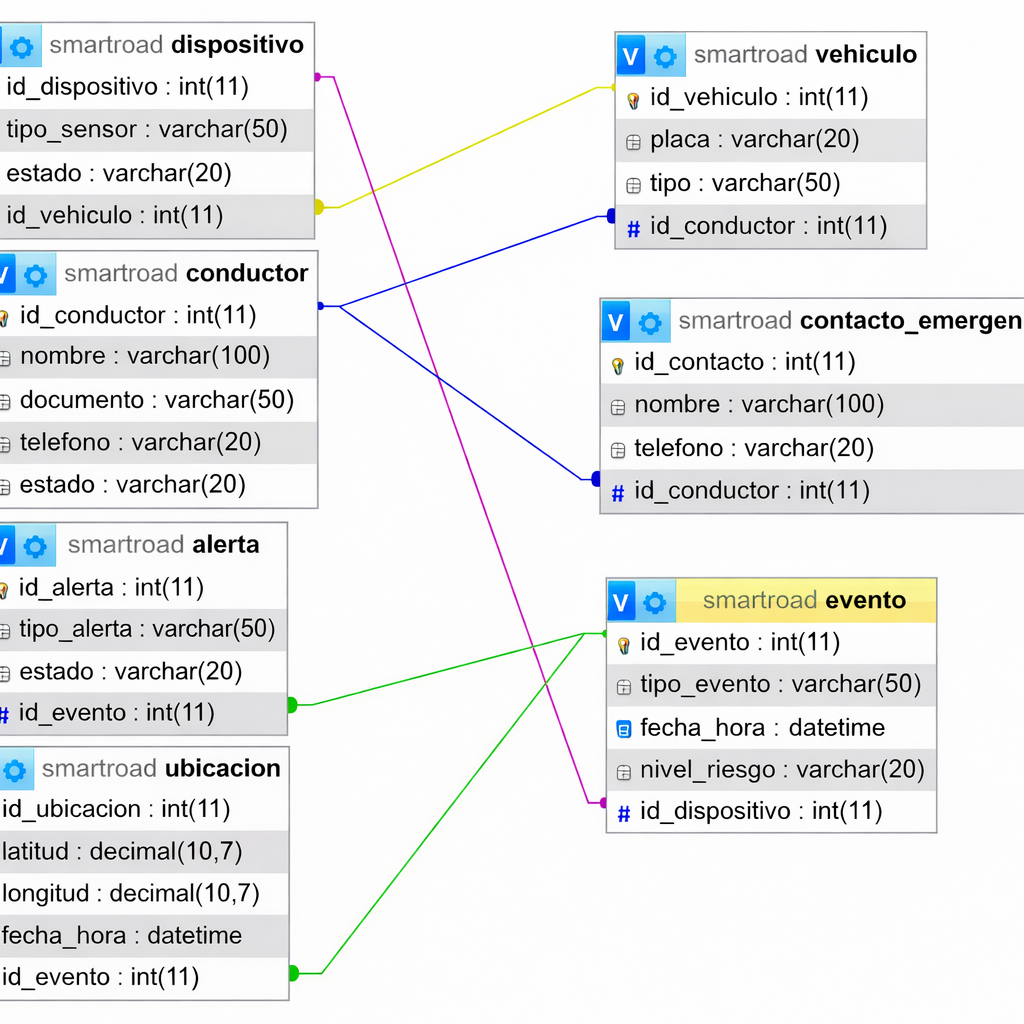 smartroad dispositivo
id_dispositivo : int(11)
tipo_sensor : varchar(50)
estado : varchar(20)
id_vehiculo : int(11)
V smartroad conductor
id_conductor : int(11)
nombre : varchar(100)
documento : varchar(50)
telefono : varchar(20)
estado : varchar(20)
V smartroad alerta
id_alerta : int(11)
tipo_alerta : varchar(50)
estado : varchar(20)
# id_evento : int(11)
smartroad ubicacion
id_ubicacion : int(11)
latitud : decimal(10,7)
longitud : decimal(10,7)
fecha_hora : datetime
id_evento : int(11)
V smartroad vehiculo
id_vehiculo : int(11)
placa : varchar(20)
tipo : varchar(50)
# id_conductor : int(11)
V smartroad contacto_emergen
id_contacto : int(11)
nombre : varchar(100)
telefono : varchar(20)
# id_conductor : int(11)
V smartroad evento
id_evento : int(11)
tipo_evento : varchar(50)
fecha_hora : datetime
nivel_riesgo : varchar(20)
# id_dispositivo : int(11)